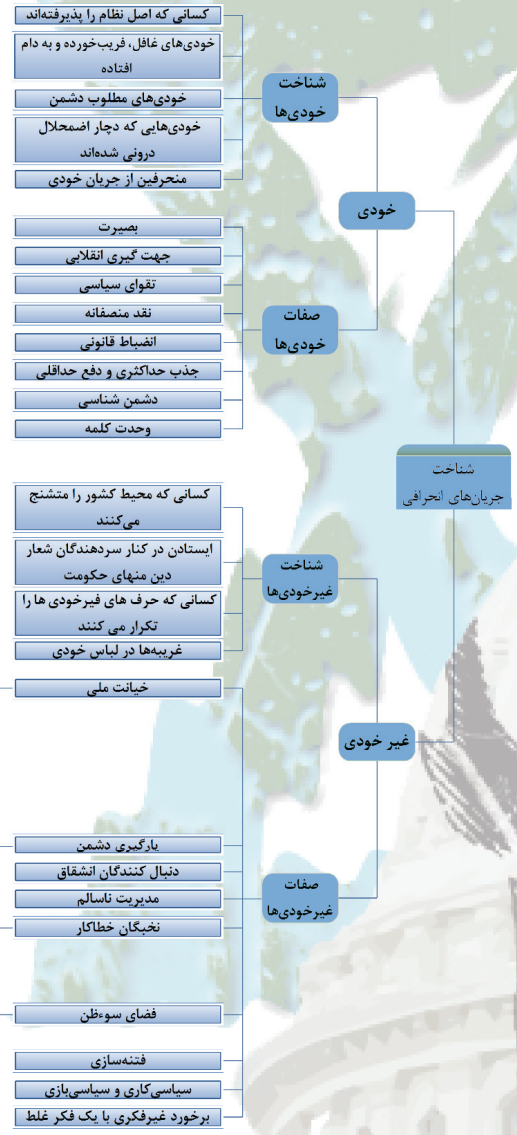 شناخت
جریان‌های انحرافی
خودی
شناخت
خودی‌ها
کسانی که اصل نظام را پذیرفته‌اند
خودی‌های غافل، فریب‌خورده و به دام
افتاده
خودی‌های مطلوب دشمن
خودی‌هایی که دچار اضمحلال
درونی شده‌اند
منحرفین از جریان خودی
صفات
خودی‌ها
بصیرت
جهت گیری انقلابی
تقوای سیاسی
نقد منصفانه
انضباط قانونی
جذب حداکثری و دفع حداقلی
دشمن شناسی
وحدت کلمه
غیر خودی
شناخت
غیرخودی‌ها
کسانی که محیط کشور را متشنج
می‌کنند
ایستادن در کنار سردهندگان شعار
دین منهای حکومت
کسانی که حرف های فیرخودی ها را
تکرار می کنند
غریبه‌ها در لباس خودی
صفات
غیرخودی‌ها
خیانت ملی
یارگیری دشمن
دنبال کنندگان انشقاق
مدیریت ناسالم
نخبگان خطاکار
فضای سوءظن
فتنه‌سازی
سیاسی‌کاری و سیاسی‌بازی
برخورد غیرفکری با یک فکر غلط